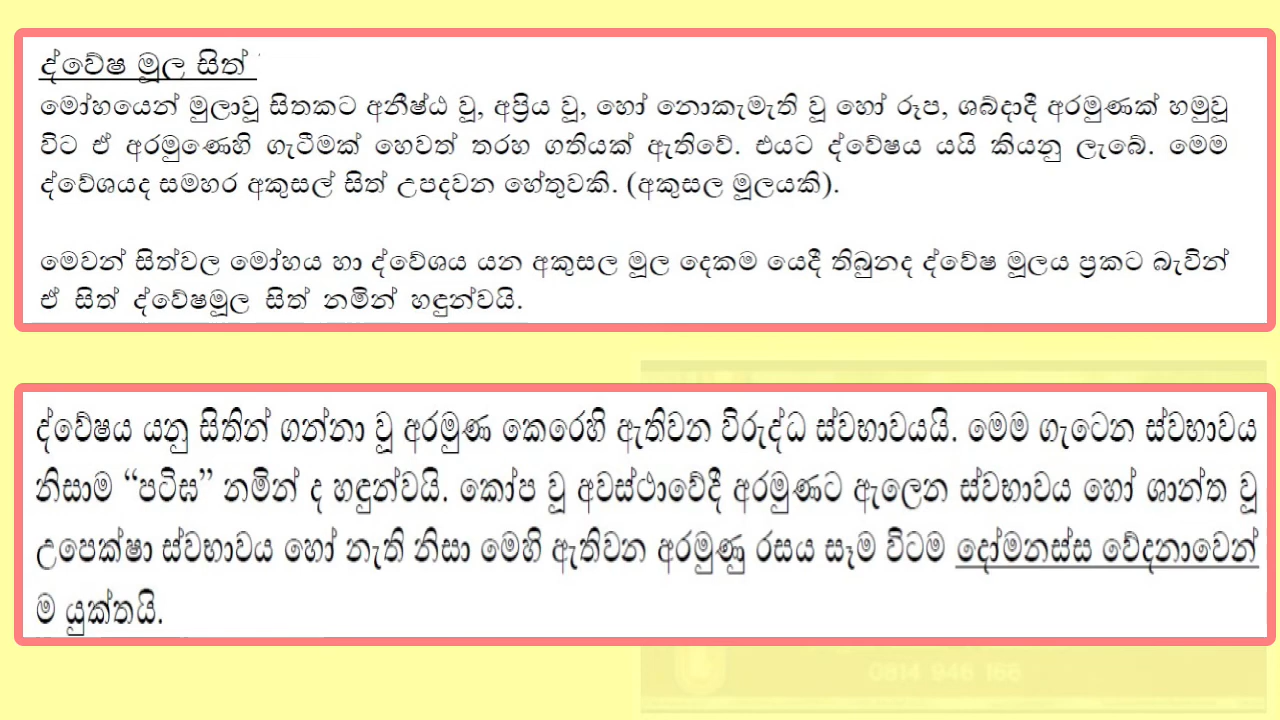 ද්වේෂ මූල සිත්
මෝහයෙන් මුලාවූ සිතකට අනීෂ්ඨ වූ, අප්‍රිය වූ, හෝ නොකැමැති වූ හෝ රූප, ශබ්දාදී අරමුණක් හමුවූ
විට ඒ අරමුණෙහි ගැටීමක් හෙවත් තරහ ගතියක් ඇතිවේ. එයට ද්වේෂය යයි කියනු ලැබේ. මෙම
ද්වේශයද සමහර අකුසල් සිත් උපදවන හේතුවකි. (අකුසල මූලයකි).
මෙවන් සිත්වල මෝහය හා ද්වේශය යන අකුසල මූල දෙකම යෙදී තිබුනද ද්වේෂ මූලය ප්‍රකට බැවින්
ඒ සිත් ද්වේෂමූල සිත් නමින් හඳුන්වයි.
ද්වේෂය යනු සිතින් ගන්නා වූ අරමුණ කෙරෙහි ඇතිවන විරුද්ධ ස්වභාවයයි. මෙම ගැටෙන ස්වභාවය
නිසාම “පටිඝ” නමින් ද හඳුන්වයි. කෝප වූ අවස්ථාවේදී අරමුණට ඇලෙන ස්වභාවය හෝ ශාන්ත වූ
උපෙක්ෂා ස්වභාවය හෝ නැති නිසා මෙහි ඇතිවන අරමුණු රසය සෑම විටම දෝමනස්ස වේදනාවෙන්
ම යුක්තයි.
0814 946 166